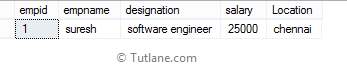 empid empname designation salary Location
1 suresh software engineer 25000 chennai
© Tutlane.com